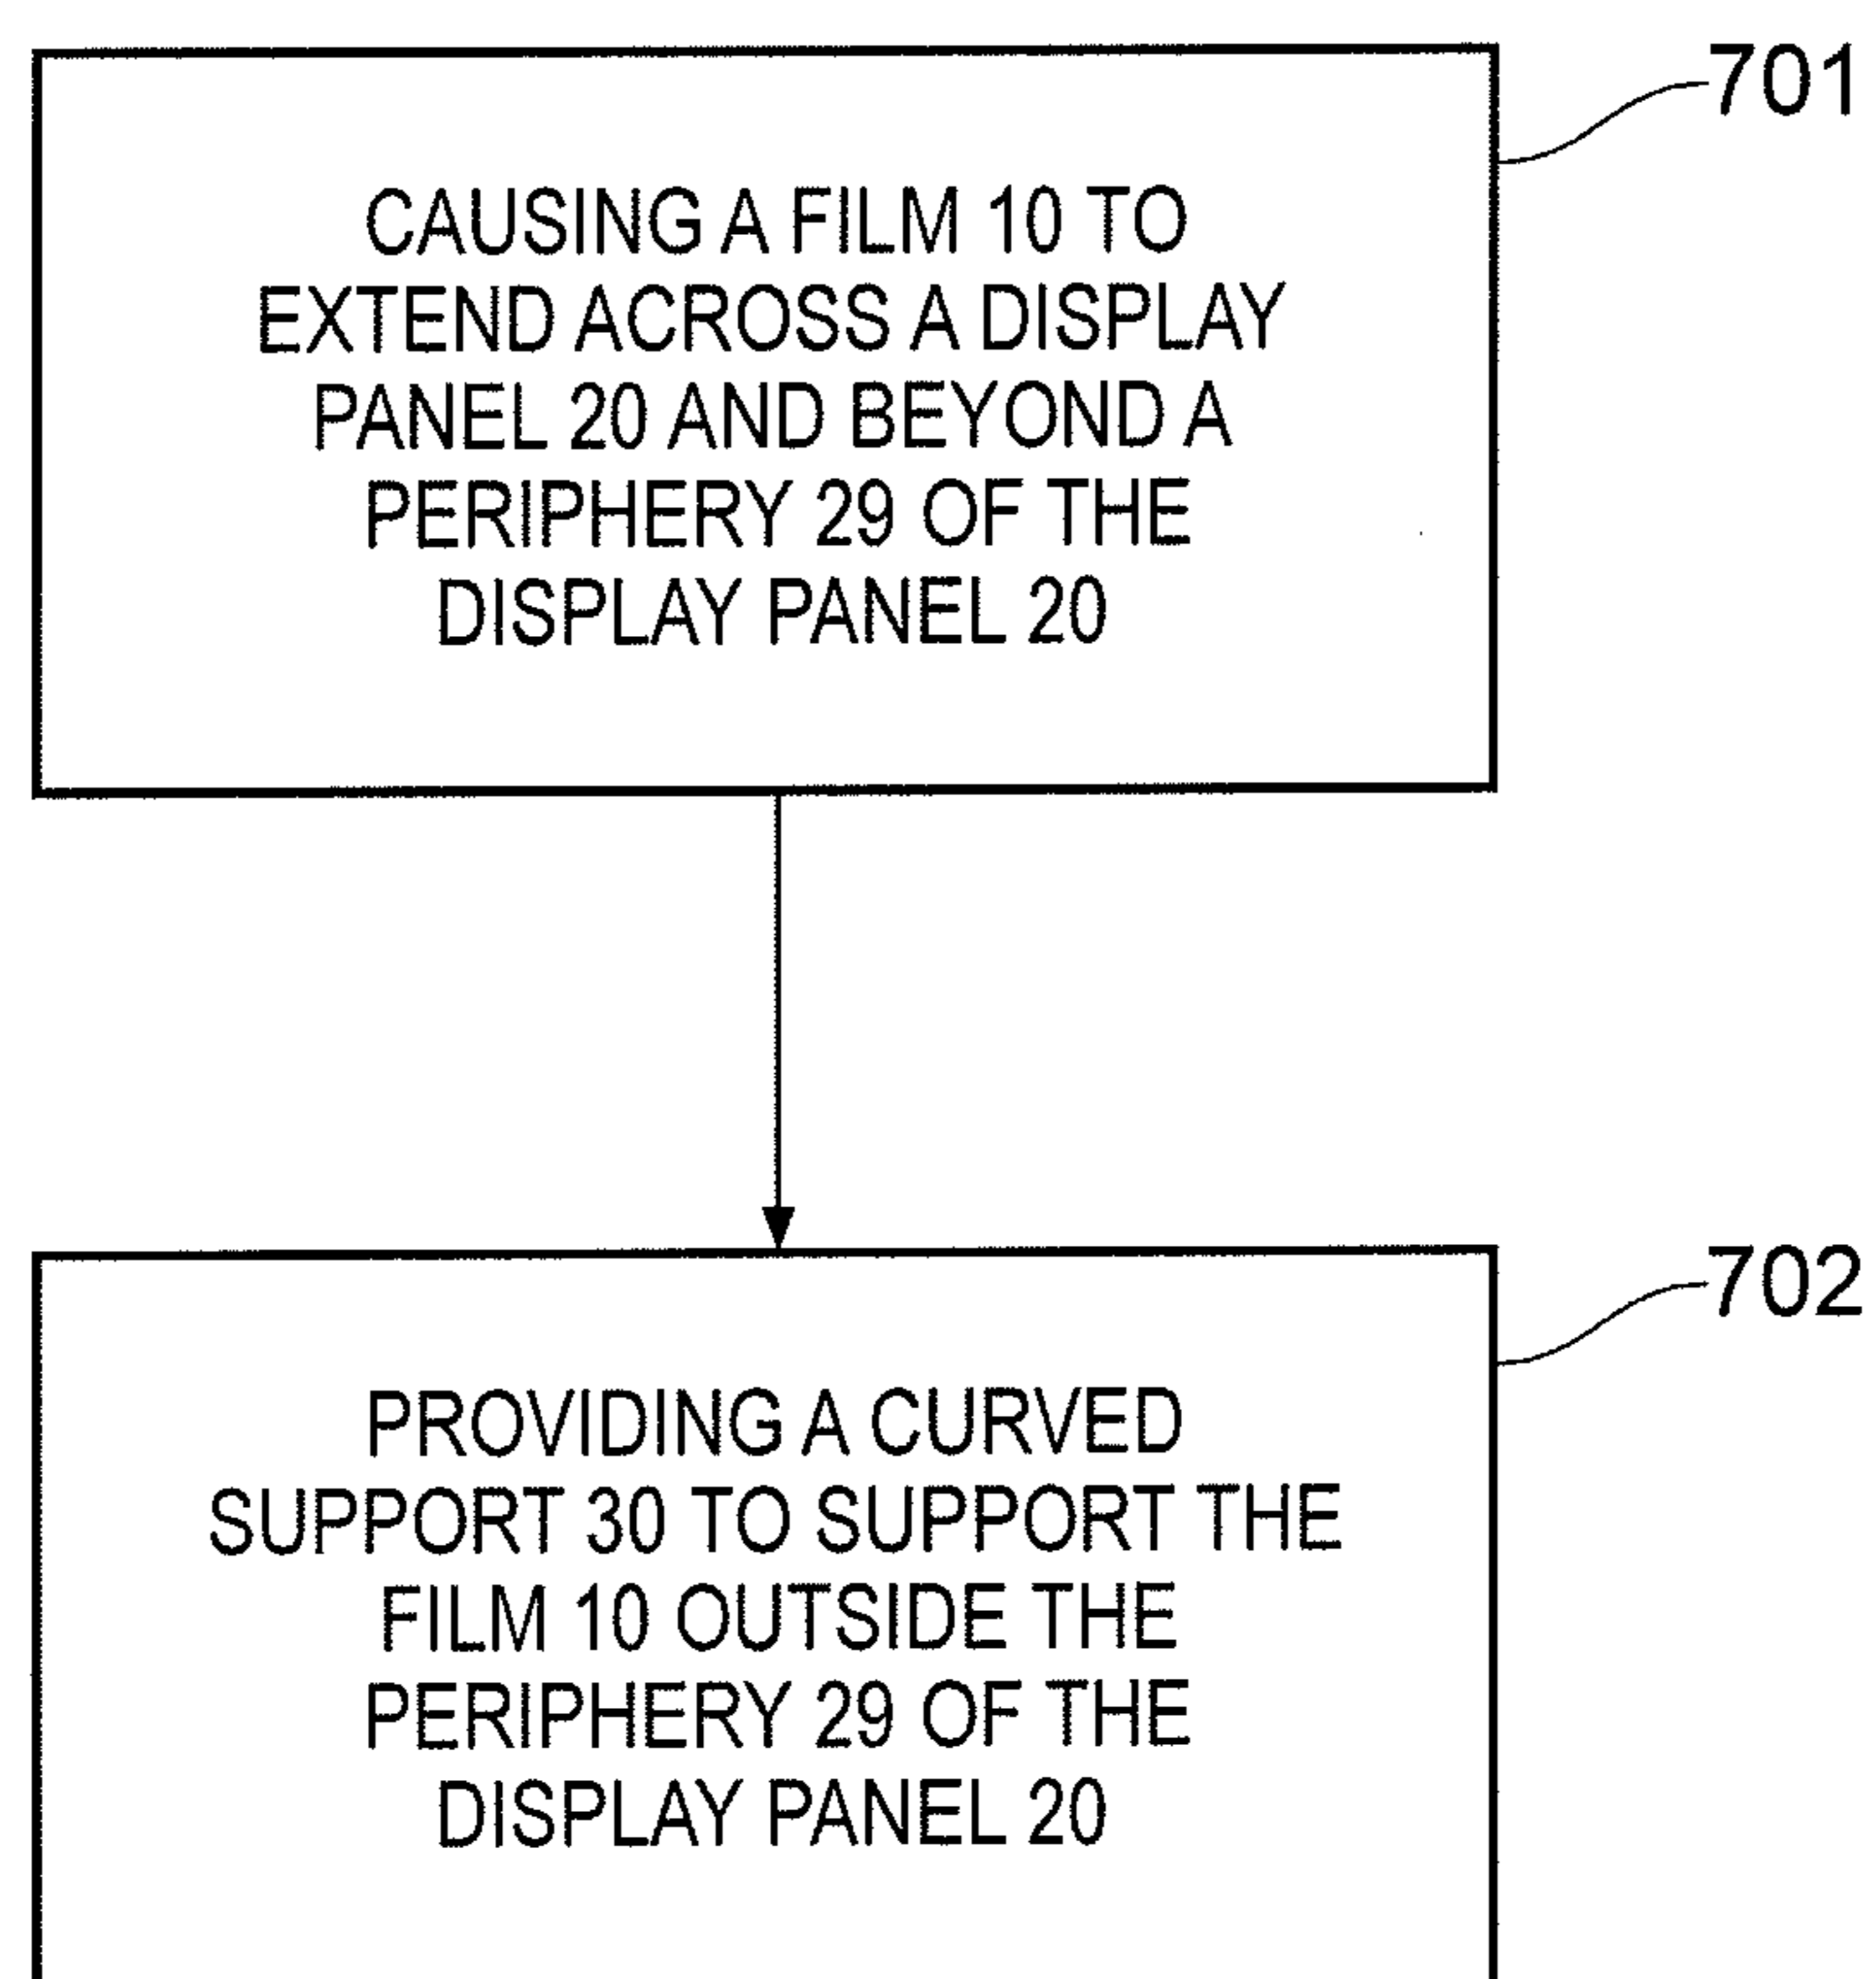 701
CAUSING A FILM 10 TO
EXTEND ACROSS A DISPLAY
PANEL 20 AND BEYOND A
PERIPHERY 29 OF THE
DISPLAY PANEL 20
702
PROVIDING A CURVED
SUPPORT 30 TO SUPPORT THE
FILM 10 OUTSIDE THE
PERIPHERY 29 OF THE
DISPLAY PANEL 20